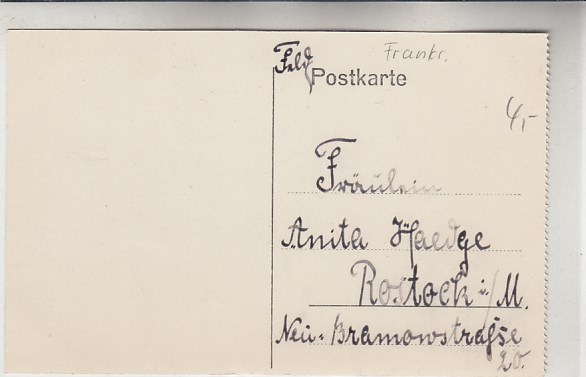 Frankr.
Feld Postkarte
4,-
Fräulein
Anita Haedge
Rostock i/M.
Neu-Bramowstraße
20.